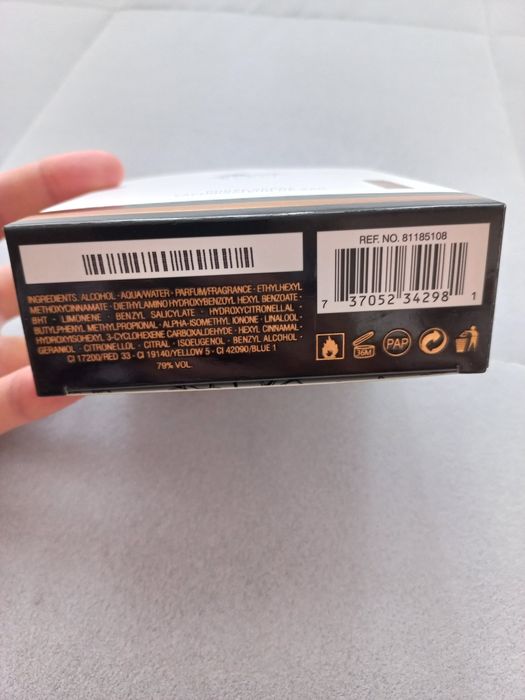 INGREDIENTS: ALCOHOL · AQUA/WATER · PARFUM/FRAGRANCE · ETHYLHEXYL
METHOXYCINNAMATE · DIETHYLAMINO HYDROXYBENZOYL HEXYL BENZOATE ·
BHT · LIMONENE · BENZYL SALICYLATE · HYDROXYCITRONELLAL ·
BUTYLPHENYL METHYLPROPIONAL · ALPHA-ISOMETHYL IONONE · LINALOOL ·
HYDROXYISOHEXYL 3-CYCLOHEXENE CARBOXALDEHYDE · HEXYL CINNAMAL ·
GERANIOL · CITRONELLOL · CITRAL · ISOEUGENOL · BENZYL ALCOHOL ·
CI 17200/RED 33 · CI 19140/YELLOW 5 · CI 42090/BLUE 1
79% VOL.
REF. NO. 81185108
7 37052 34298 1
36M
PAP